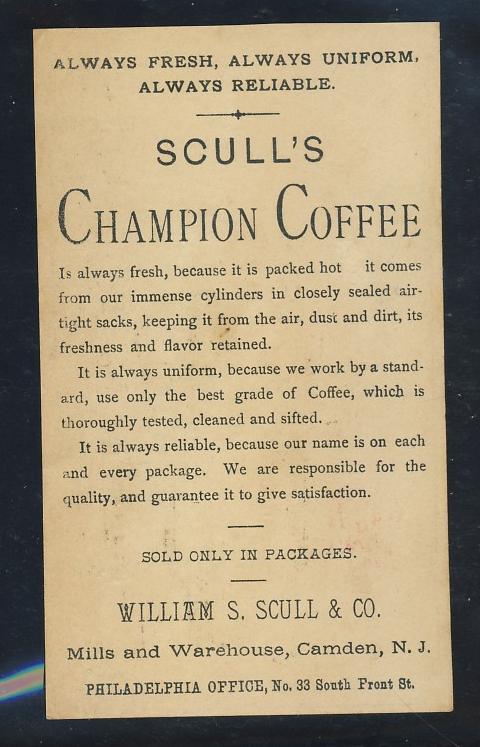 ALWAYS FRESH, ALWAYS UNIFORM,
ALWAYS RELIABLE.
SCULL'S
CHAMPION COFFEE
Is always fresh, because it is packed hot it comes
from our immense cylinders in closely sealed air-
tight sacks, keeping it from the air, dust and dirt, its
freshness and flavor retained.
It is always uniform, because we work by a stand-
ard, use only the best grade of Coffee, which is
thoroughly tested, cleaned and sifted.
It is always reliable, because our name is on each
and every package. We are responsible for the
quality, and guarantee it to give satisfaction.
SOLD ONLY IN PACKAGES.
WILLIAM S. SCULL & CO.
Mills and Warehouse, Camden, N. J.
PHILADELPHIA OFFICE, No. 33 South Front St.